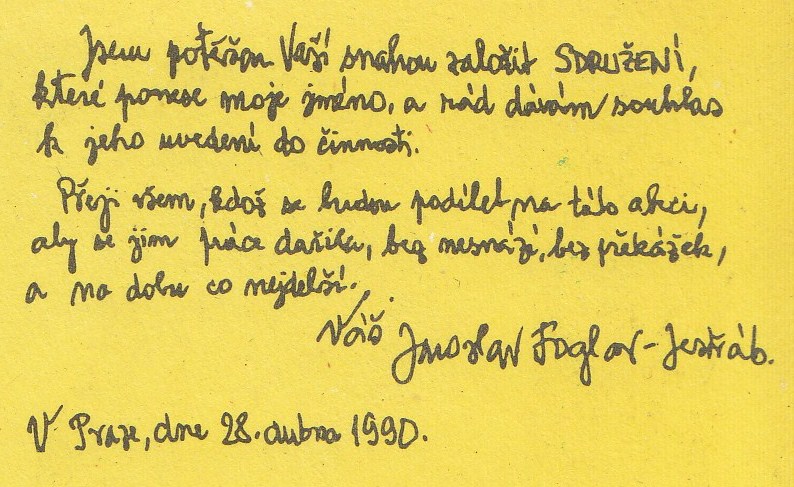 Jsem potěšen Vaší snahou založit SDRUŽENÍ,
které ponese moje jméno, a rád dávám souhlas
k jeho uvedení do činnosti.
Přeji všem, kdož se budou podílet na této akci,
aby se jim práce dařila, bez nesnází, bez překážek,
a na dobu co nejdelší.
Váš Jaroslav Foglar-Jestřáb.
V Praze, dne 28. dubna 1990.